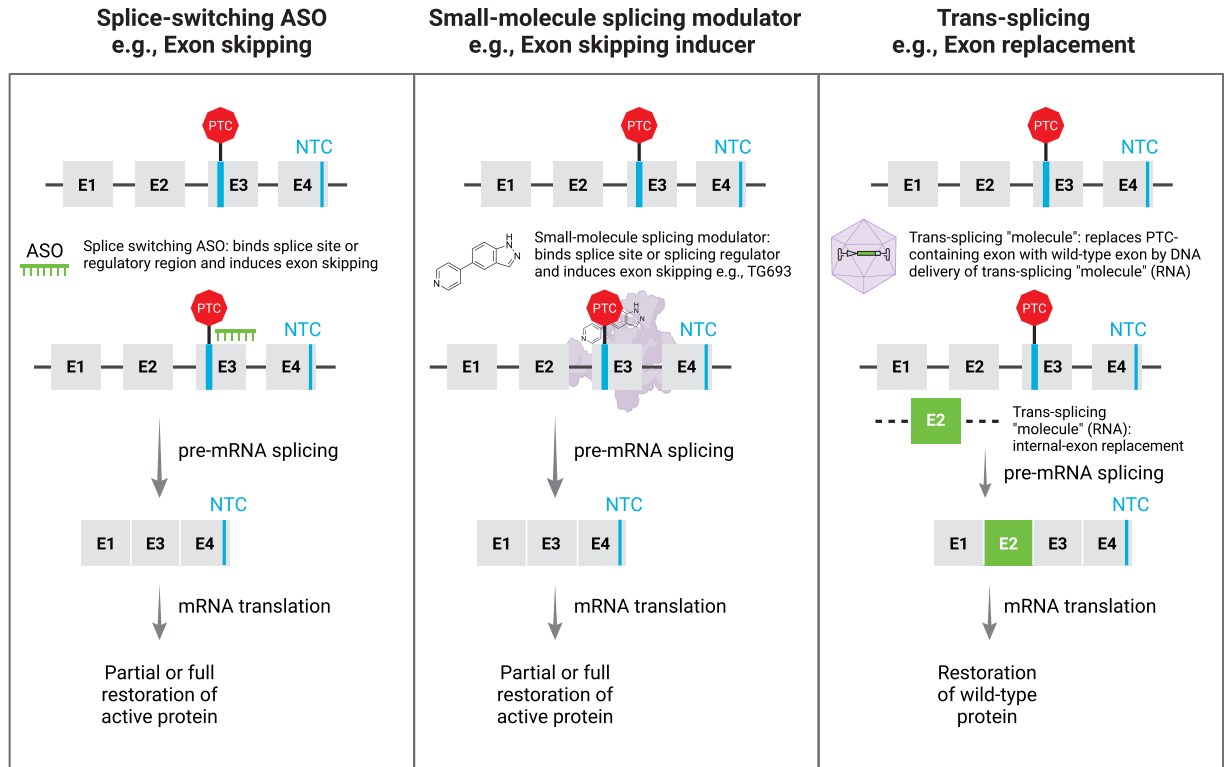 Splice-switching ASO
e.g., Exon skipping
PTC
NTC
E1
E2
E3
E4
ASO
Splice switching ASO: binds splice site or
regulatory region and induces exon skipping
PTC
NTC
E1
E2
E3
E4
pre-mRNA splicing
NTC
E1
E3
E4
mRNA translation
Partial or full
restoration of
active protein
Small-molecule splicing modulator
e.g., Exon skipping inducer
PTC
NTC
E1
E2
E3
E4
H
N
N
N
Small-molecule splicing modulator:
binds splice site or splicing regulator
and induces exon skipping e.g., TG693
PTC
H
N
N
N
NTC
E1
E2
E3
E4
pre-mRNA splicing
NTC
E1
E3
E4
mRNA translation
Partial or full
restoration of
active protein
Trans-splicing
e.g., Exon replacement
PTC
NTC
E1
E2
E3
E4
Trans-splicing "molecule": replaces PTC-
containing exon with wild-type exon by DNA
delivery of trans-splicing "molecule" (RNA)
PTC
NTC
E1
E2
E3
E4
E2
Trans-splicing
"molecule" (RNA):
internal-exon replacement
pre-mRNA splicing
NTC
E1
E2
E3
E4
mRNA translation
Restoration
of wild-type
protein